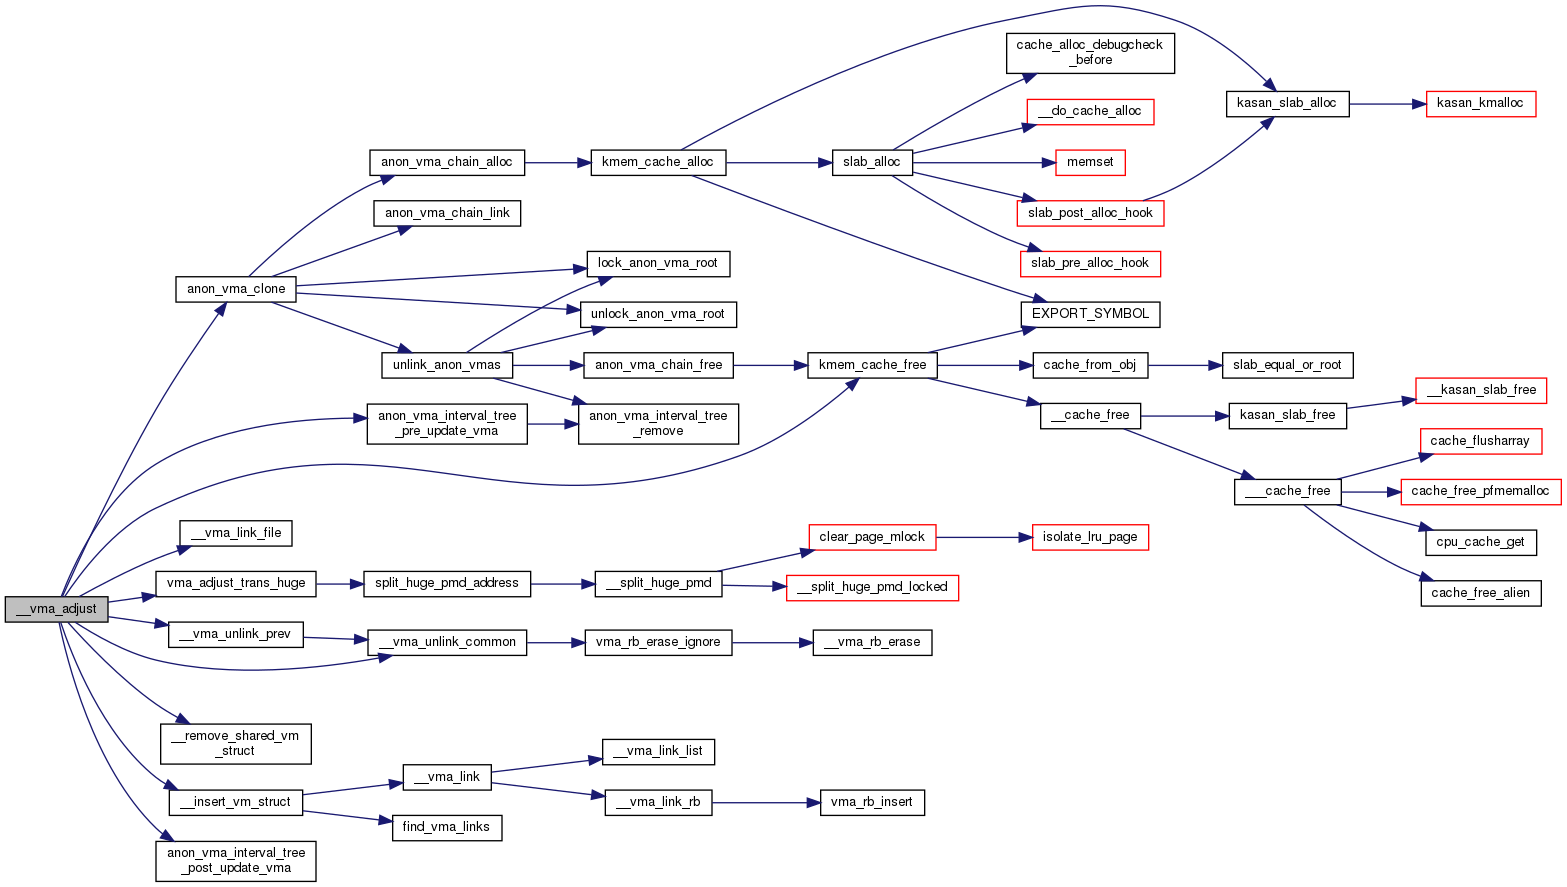 cache_alloc_debugcheck
_before
kasan_slab_alloc
kasan_kmalloc
__do_cache_alloc
anon_vma_chain_alloc
kmem_cache_alloc
slab_alloc
memset
anon_vma_chain_link
slab_post_alloc_hook
lock_anon_vma_root
slab_pre_alloc_hook
anon_vma_clone
unlock_anon_vma_root
EXPORT_SYMBOL
unlink_anon_vmas
anon_vma_chain_free
kmem_cache_free
cache_from_obj
slab_equal_or_root
anon_vma_interval_tree
_pre_update_vma
anon_vma_interval_tree
_remove
__cache_free
kasan_slab_free
__kasan_slab_free
cache_flusharray
___cache_free
cache_free_pfmemalloc
__vma_link_file
clear_page_mlock
isolate_lru_page
cpu_cache_get
vma_adjust_trans_huge
split_huge_pmd_address
__split_huge_pmd
__split_huge_pmd_locked
cache_free_alien
__vma_adjust
__vma_unlink_prev
__vma_unlink_common
vma_rb_erase_ignore
__vma_rb_erase
__remove_shared_vm
_struct
__vma_link_list
__vma_link
__insert_vm_struct
__vma_link_rb
vma_rb_insert
find_vma_links
anon_vma_interval_tree
_post_update_vma